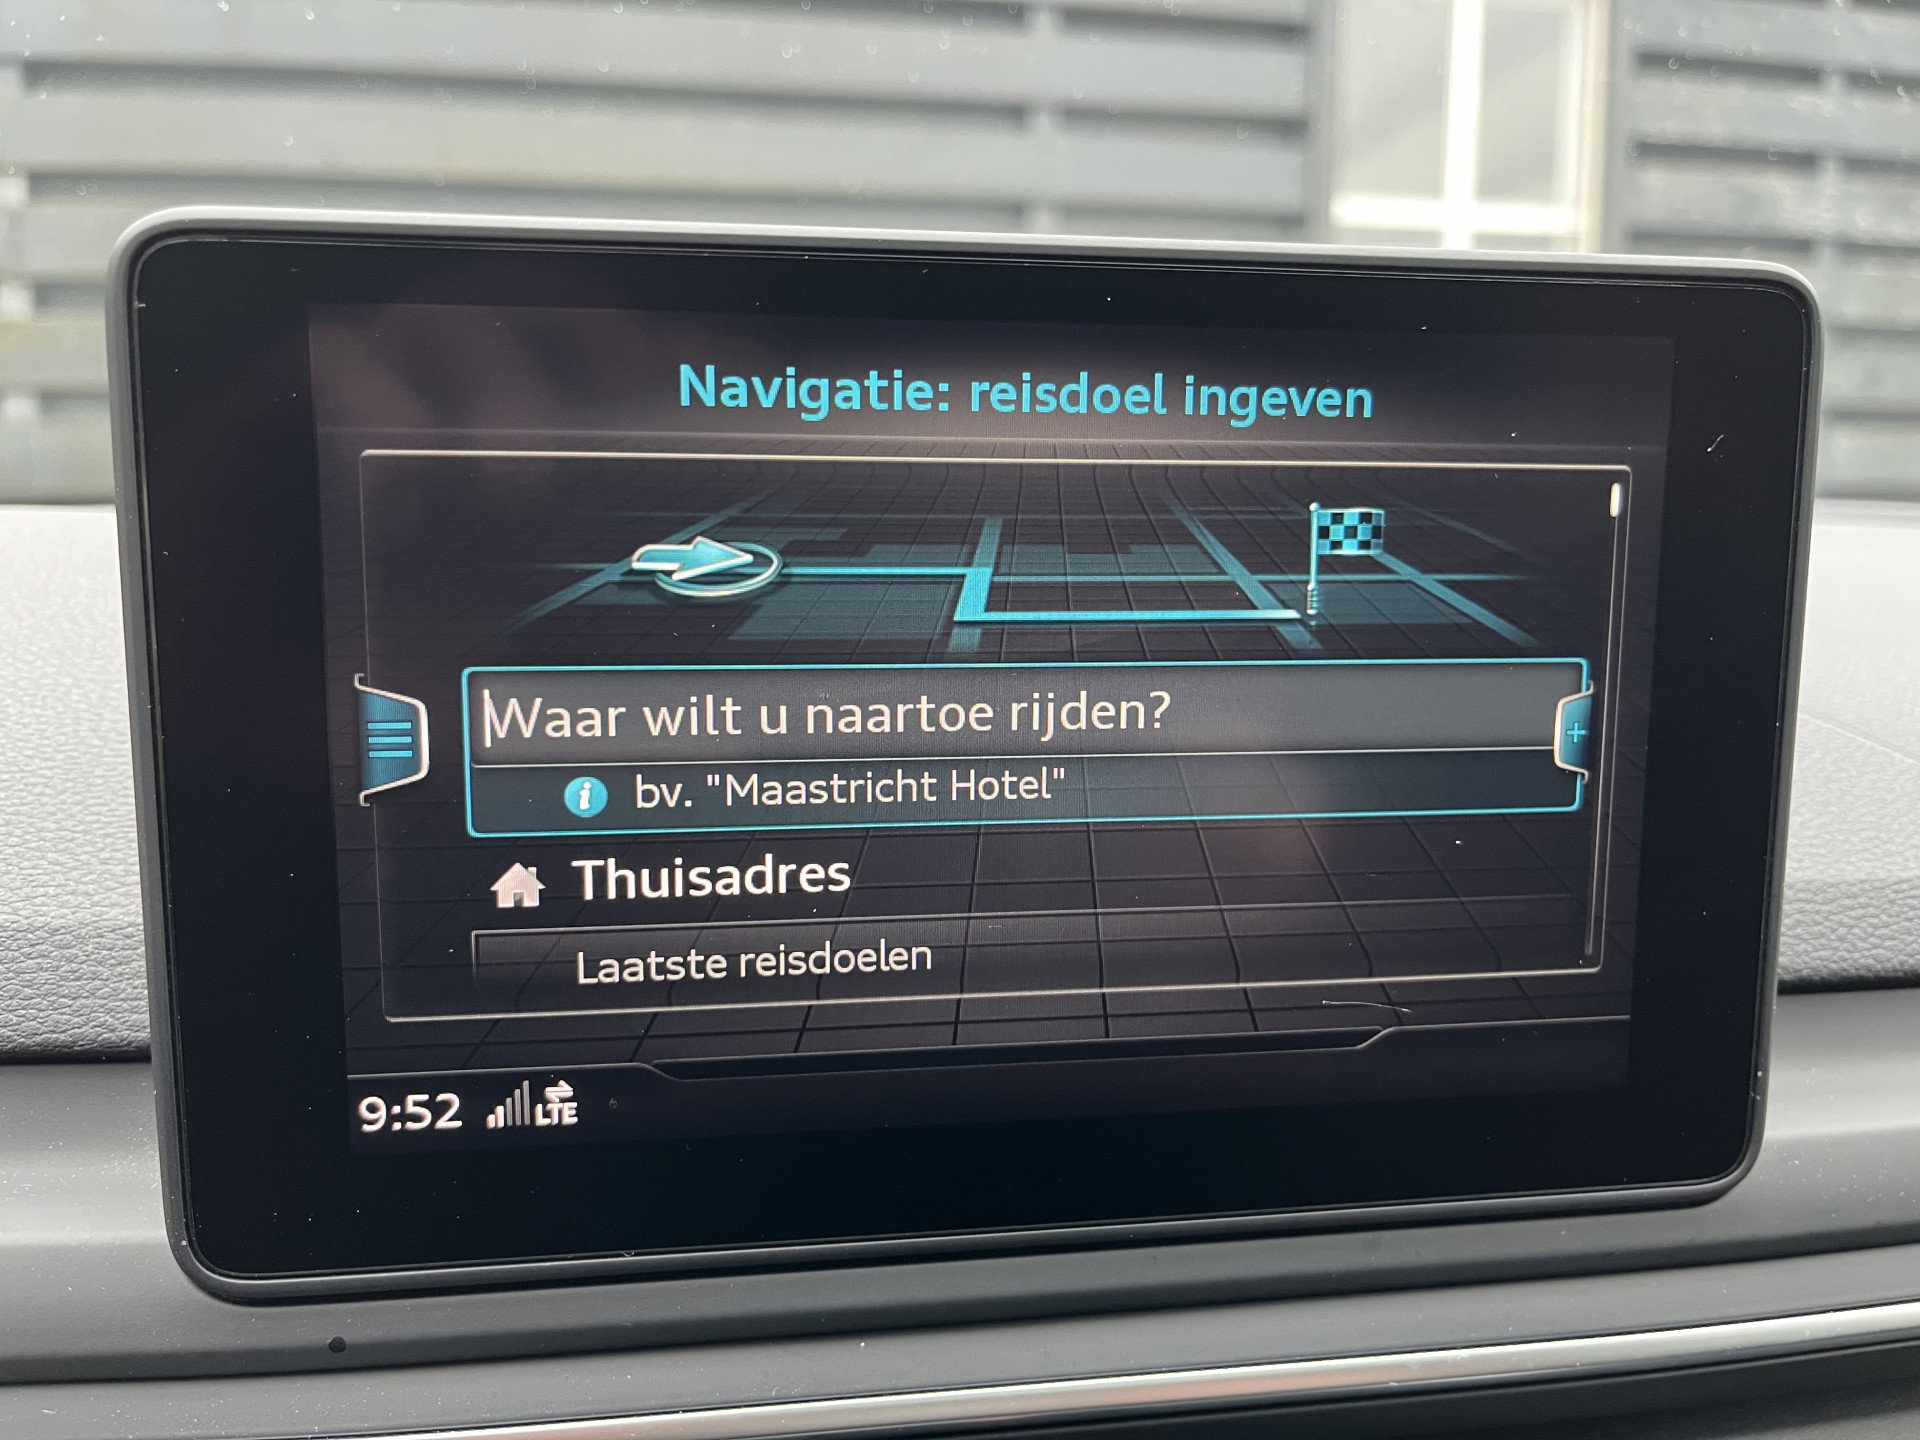 Navigatie: reisdoel ingeven
Waar wilt u naartoe rijden?
bv. "Maastricht Hotel"
Thuisadres
Laatste reisdoelen
9:52 LTE